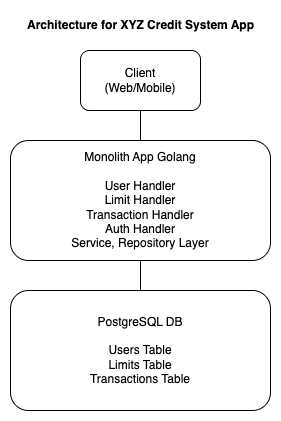 Architecture for XYZ Credit System App
Client
(Web/Mobile)
Monolith App Golang
User Handler
Limit Handler
Transaction Handler
Auth Handler
Service, Repository Layer
PostgreSQL DB
Users Table
Limits Table
Transactions Table